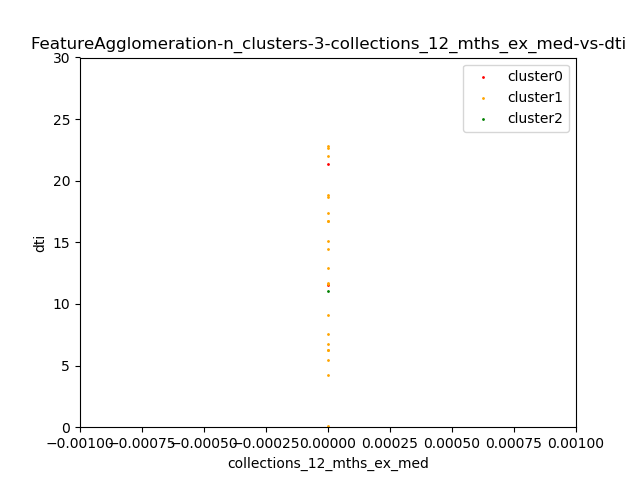 FeatureAgglomeration-n_clusters-3-collections_12_mths_ex_med-vs-dti
30
25
20
15
10
5
0
dti
cluster0
cluster1
cluster2
−0.00100 −0.00075 −0.00050 −0.00025 0.00000 0.00025 0.00050 0.00075 0.00100
collections_12_mths_ex_med